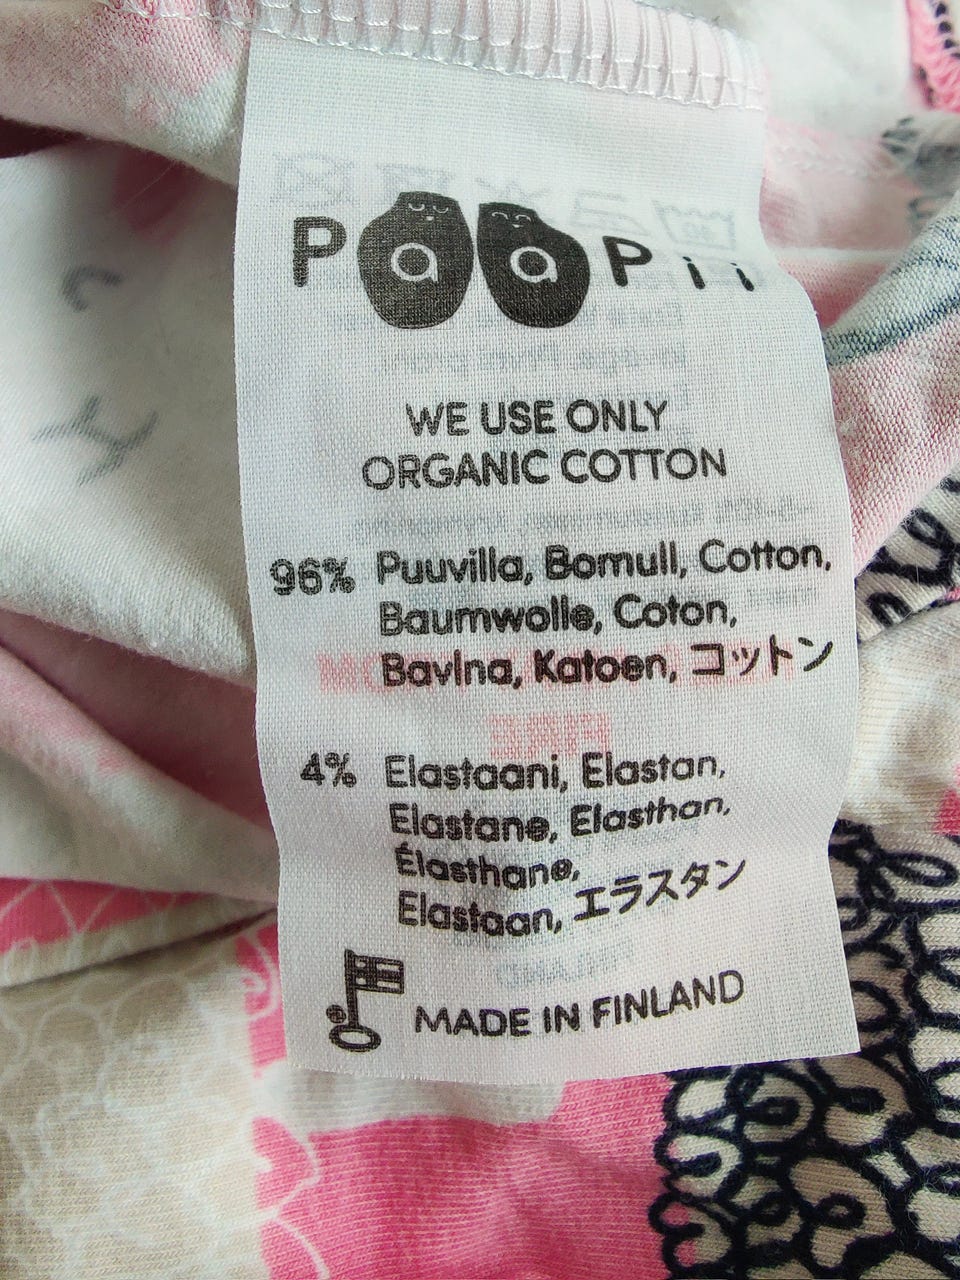 PaaPii
WE USE ONLY
ORGANIC COTTON
96% Puuvilla, Bomull, Cotton,
Baumwolle, Coton,
Bavlna, Katoen, コットン
4% Elastaani, Elastan,
Elastane, Elasthan,
Élasthane,
Elastaan, エラスタン
MADE IN FINLAND